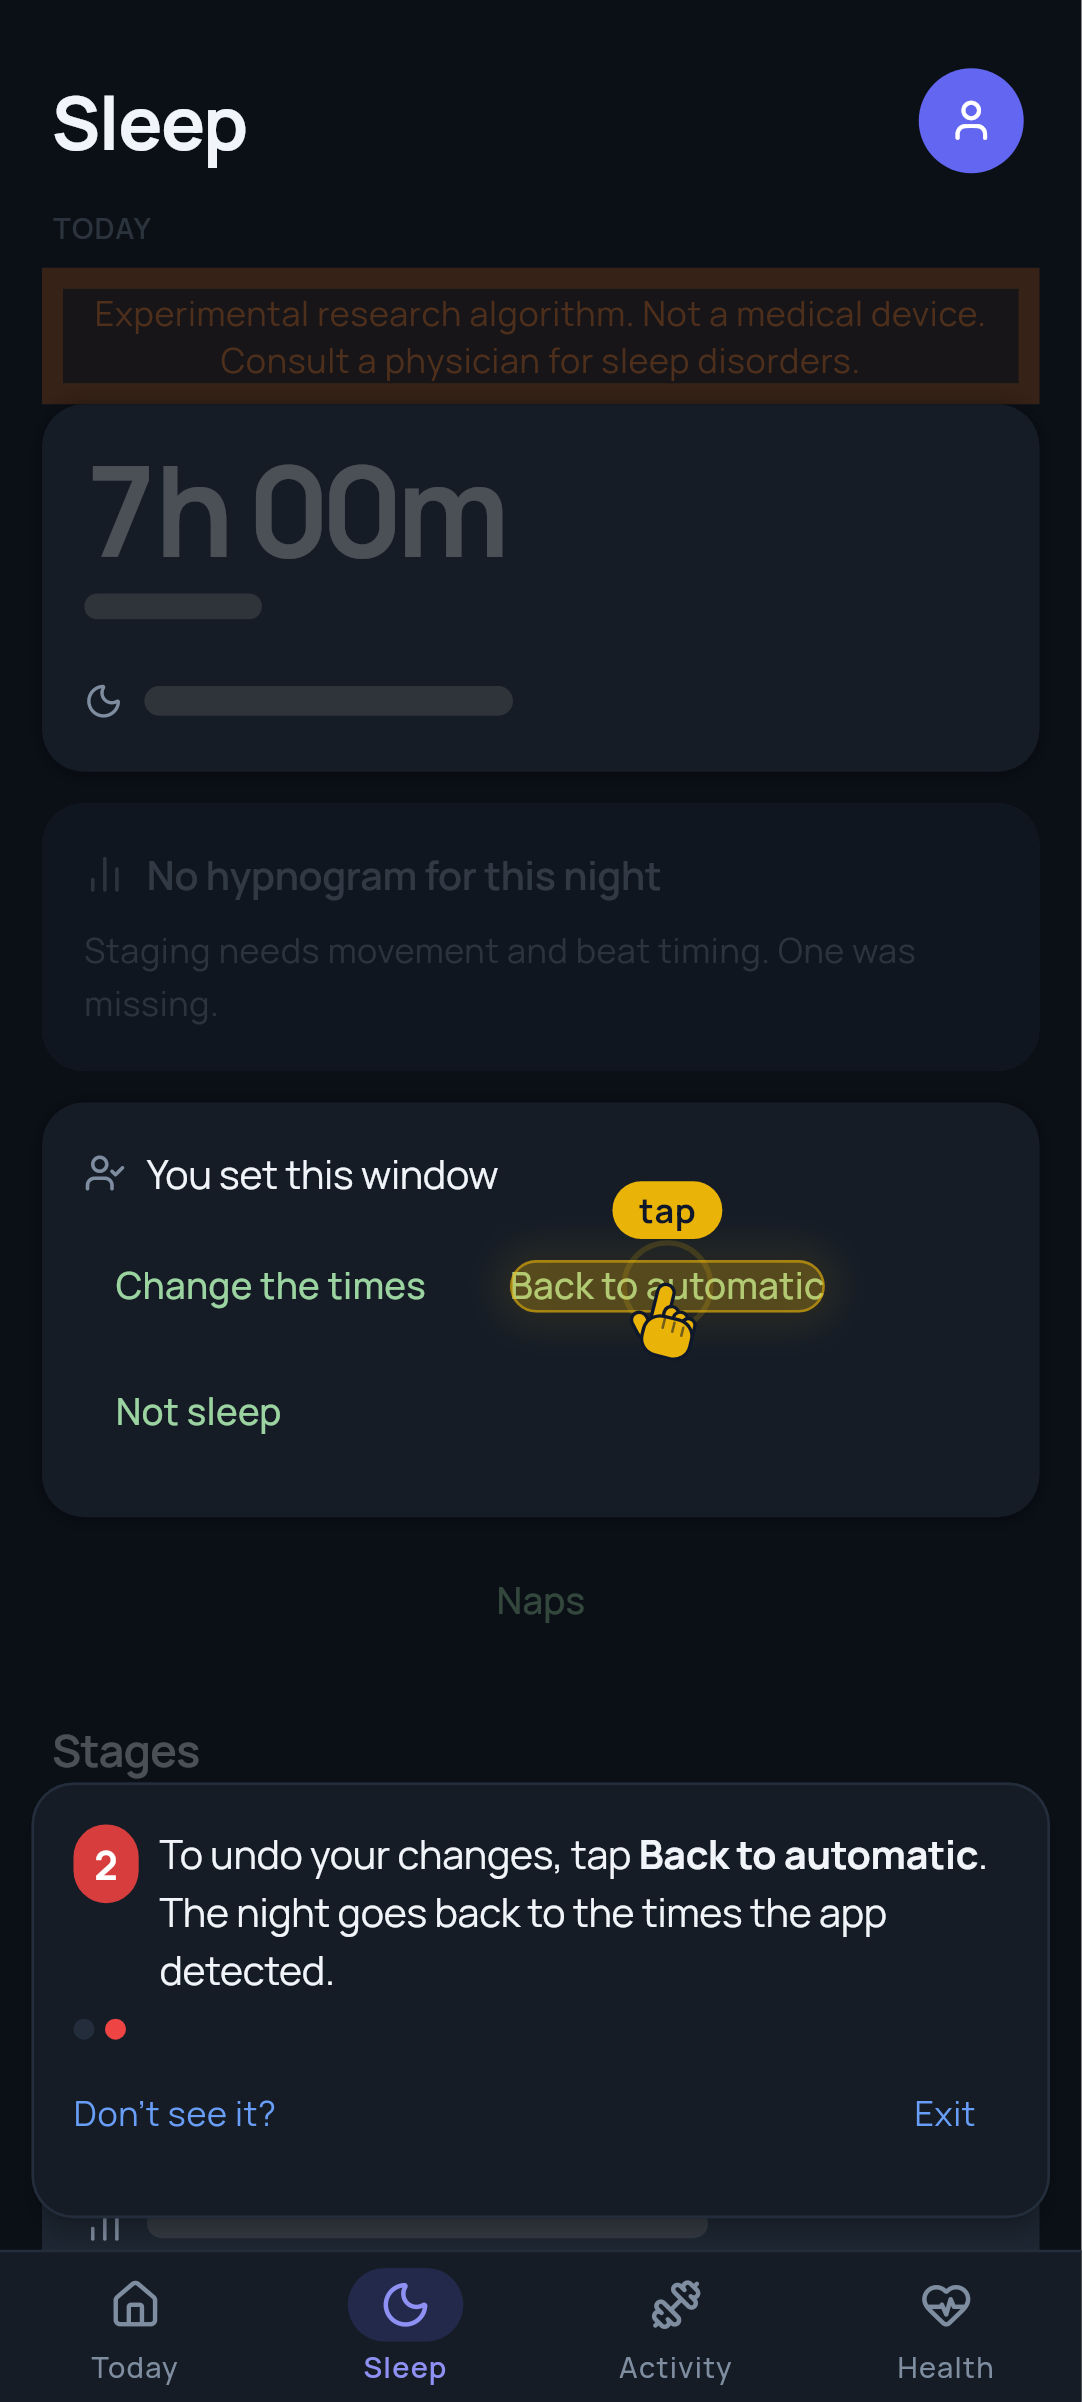 Sleep
TODAY
Experimental research algorithm. Not a medical device.
Consult a physician for sleep disorders.
7h 00m
No hypnogram for this night
Staging needs movement and beat timing. One was
missing.
You set this window
tap
Change the times
Back to automatic
Not sleep
Naps
Stages
2
To undo your changes, tap Back to automatic.
The night goes back to the times the app
detected.
Don't see it?
Exit
Today
Sleep
Activity
Health